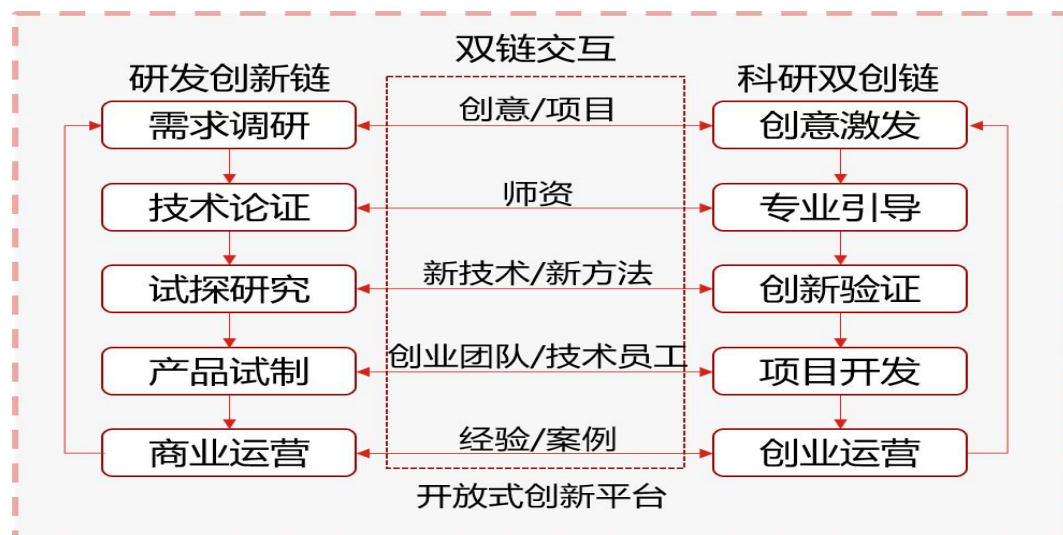 双链交互
研发创新链
科研双创链
需求调研
创意/项目
创意激发
技术论证
师资
专业引导
试探研究
新技术/新方法
创新验证
产品试制
创业团队/技术员工
项目开发
商业运营
经验/案例
创业运营
开放式创新平台